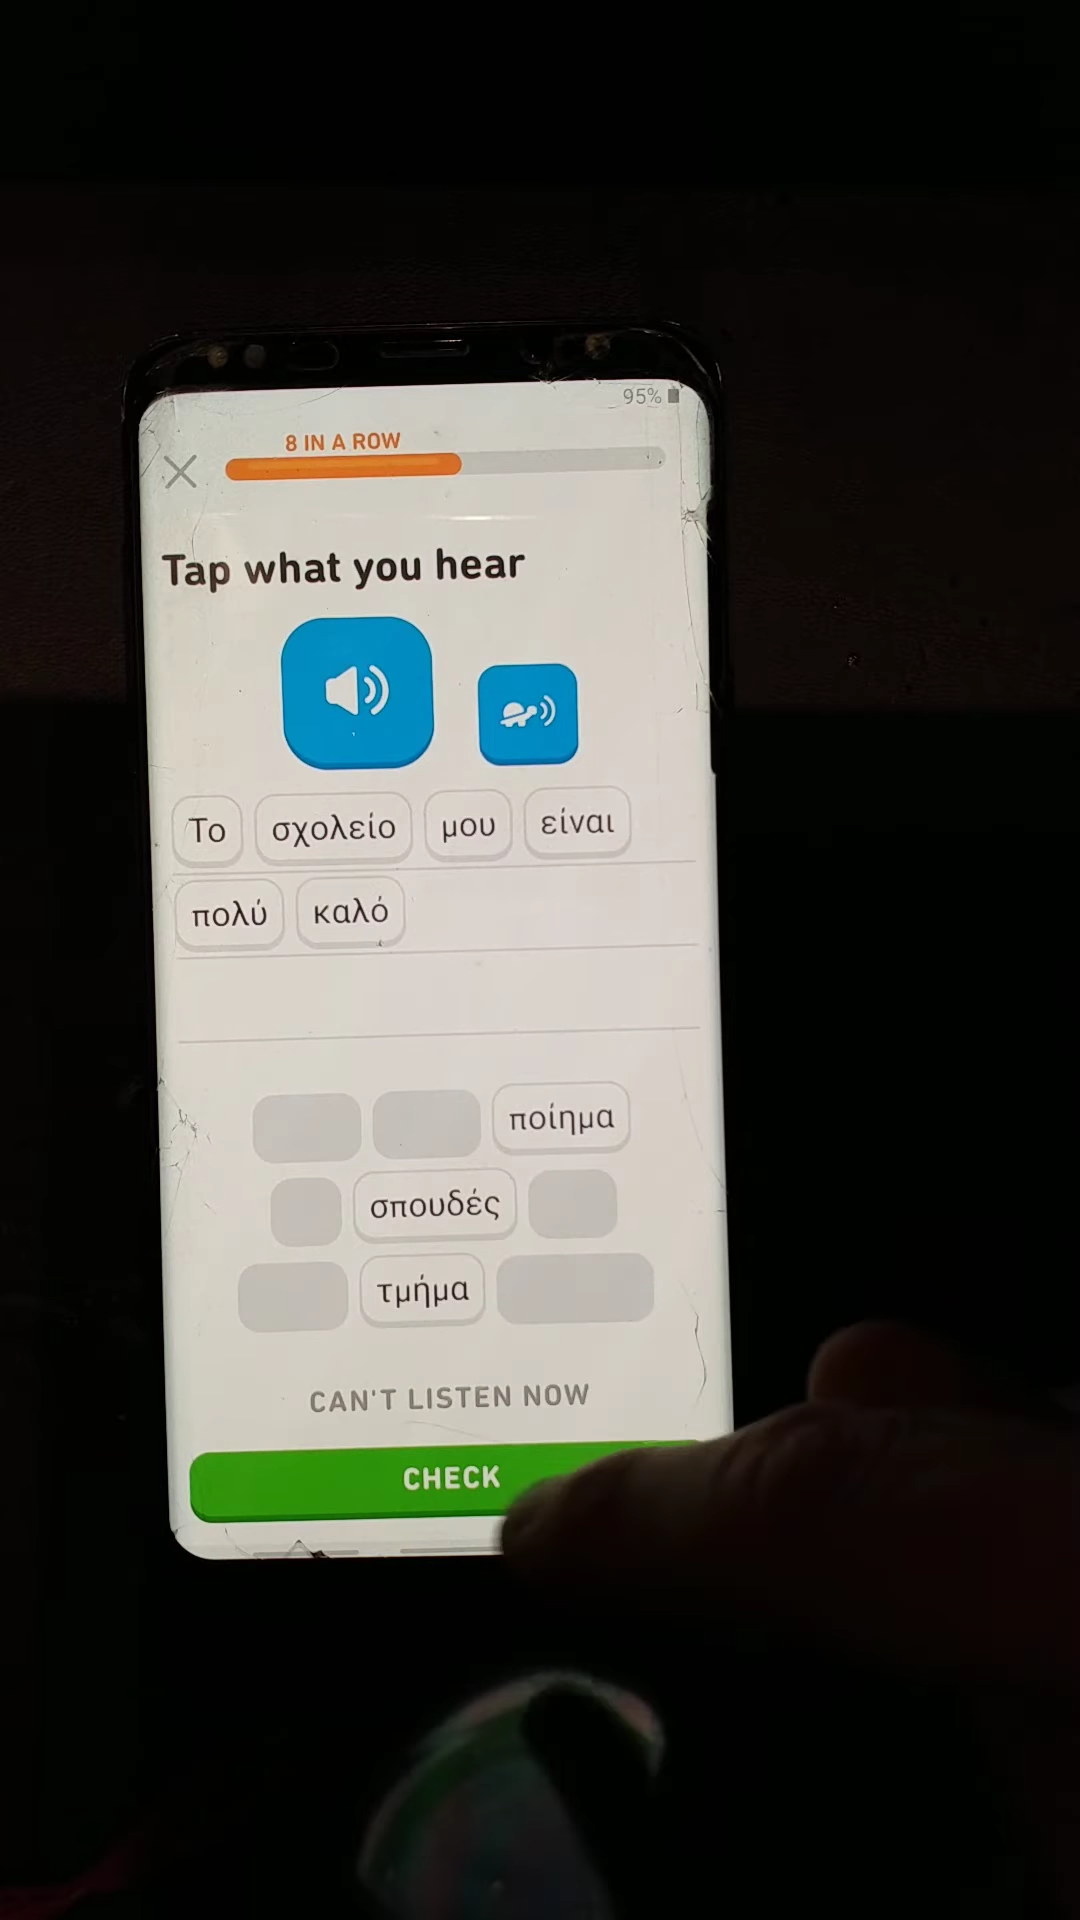 95%
8 IN A ROW
Tap what you hear
Το σχολείο μου είναι
πολύ καλό
ποίημα
σπουδές
τμήμα
CAN'T LISTEN NOW
CHECK